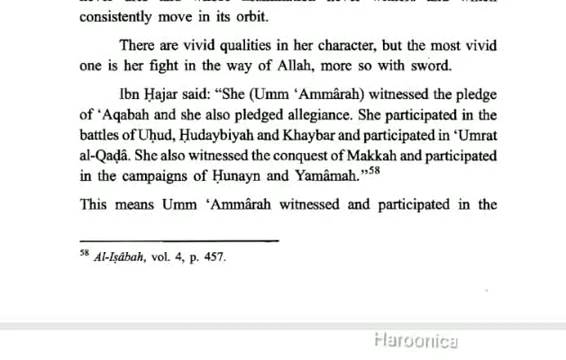 consistently move in its orbit.
There are vivid qualities in her character, but the most vivid
one is her fight in the way of Allah, more so with sword.
Ibn Ḥajar said: “She (Umm ‘Ammârah) witnessed the pledge
of ‘Aqabah and she also pledged allegiance. She participated in the
battles of Uḥud, Ḥudaybiyah and Khaybar and participated in ‘Umrat
al-Qaḍâ. She also witnessed the conquest of Makkah and participated
in the campaigns of Ḥunayn and Yamâmah.”⁵⁸
This means Umm ‘Ammârah witnessed and participated in the
⁵⁸ Al-Iṣâbah, vol. 4, p. 457.
Haroonica